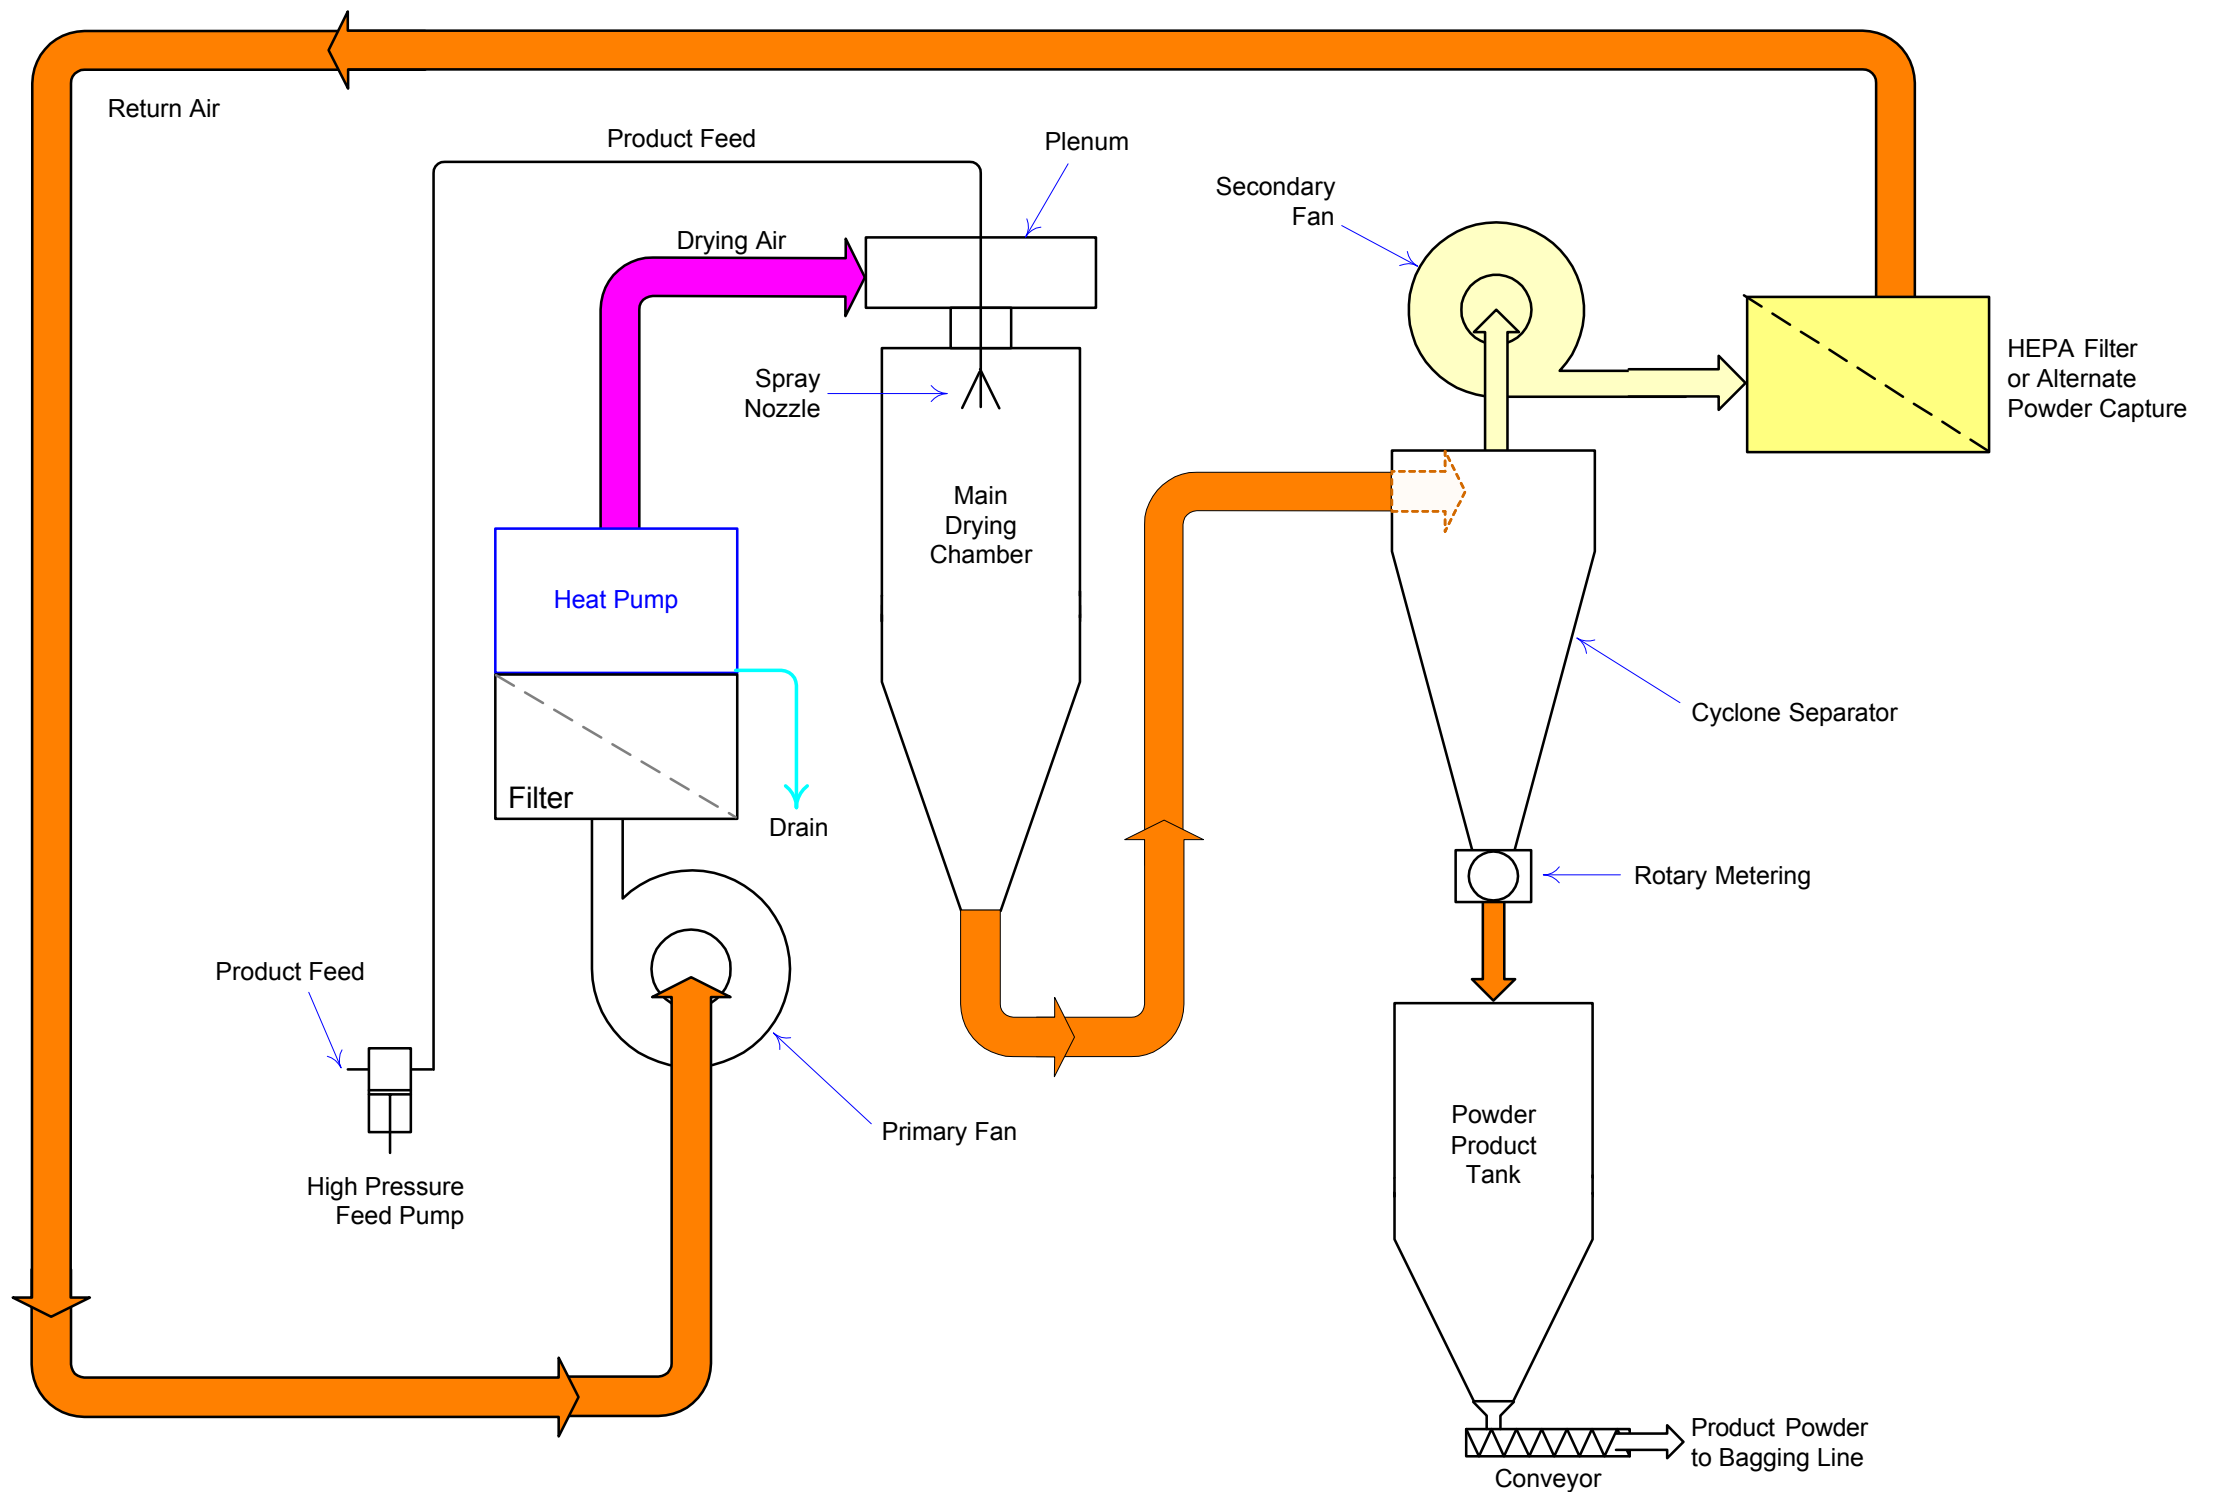 Return Air
Product Feed
Plenum
Secondary
Fan
Drying Air
HEPA Filter
or Alternate
Powder Capture
Spray
Nozzle
Main
Drying
Chamber
Heat Pump
Cyclone Separator
Filter
Drain
Rotary Metering
Product Feed
Primary Fan
Powder
Product
Tank
High Pressure
Feed Pump
Product Powder
to Bagging Line
Conveyor